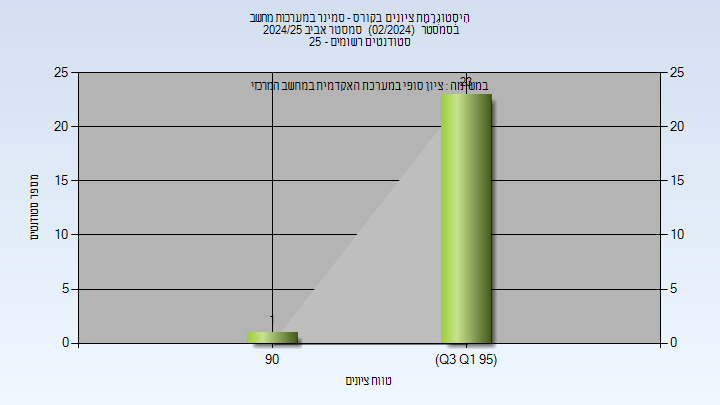 היסטוגרמת ציונים בקורס - סמינר במערכות מחשב
בסמסטר (02/2024) סמסטר אביב 2024/25
סטודנטים רשומים - 25
במשימה : ציון סופי במערכת האקדמית במחשב המרכזי
23
25
20
15
10
5
0
25
20
15
10
5
0
מספר סטודנטים
1
90
(Q3 Q1 95)
טווח ציונים